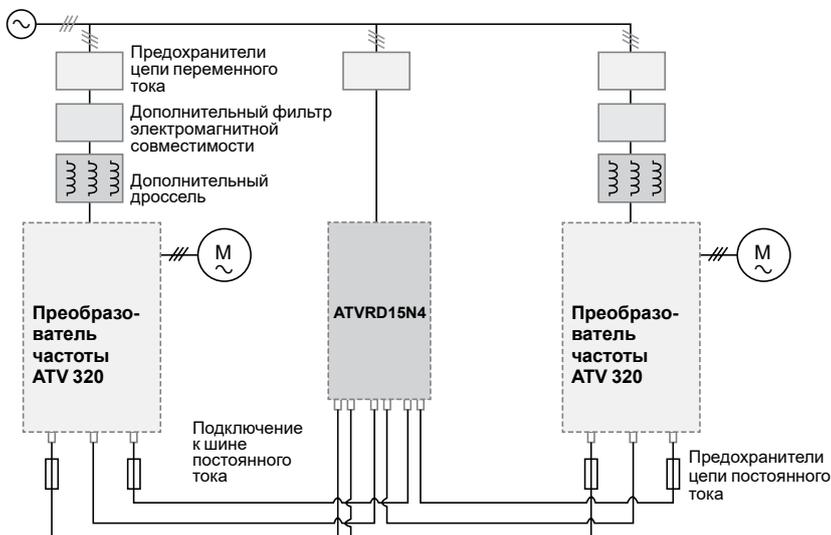 Предохранители
цепи переменного
тока
Дополнительный фильтр
электромагнитной
совместимости
Дополнительный
дроссель
M
M
Преобразо-
ватель
частоты
ATV 320
ATVRD15N4
Преобразо-
ватель
частоты
ATV 320
Подключение
к шине
постоянного
тока
Предохранители
цепи постоянного
тока